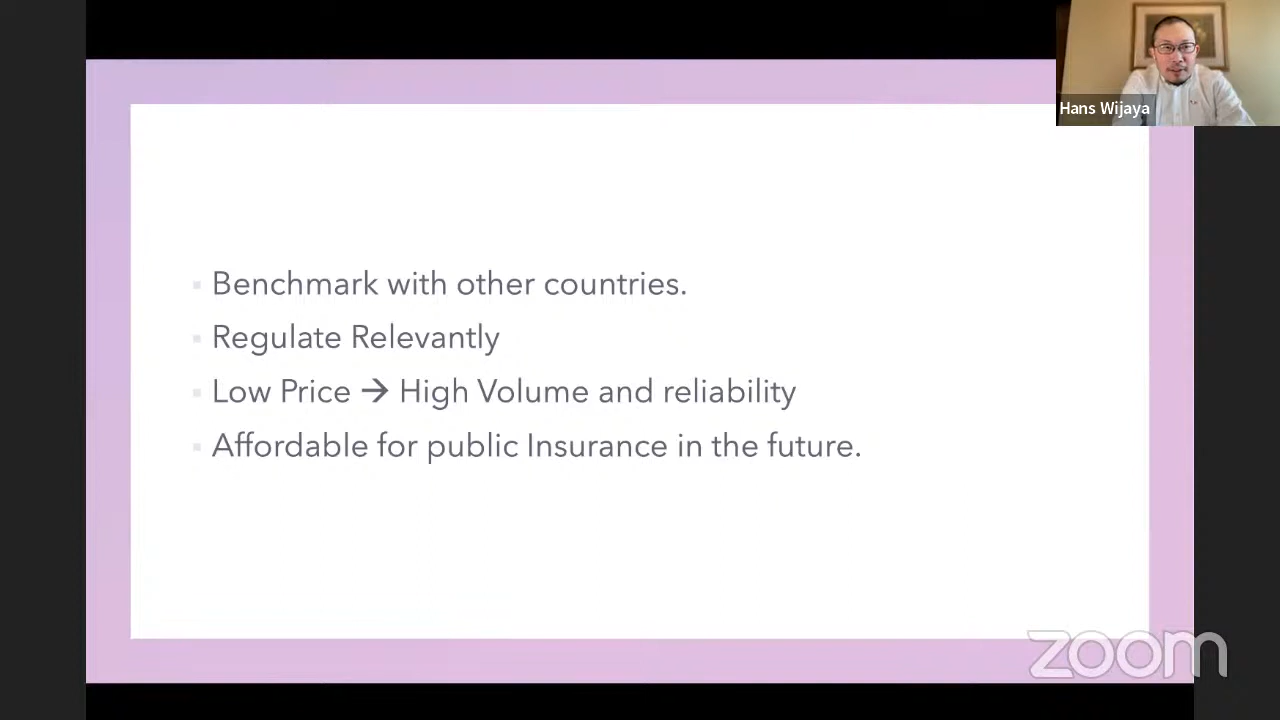 Hans Wijaya
Benchmark with other countries.
Regulate Relevantly
Low Price → High Volume and reliability
Affordable for public Insurance in the future.
zoom